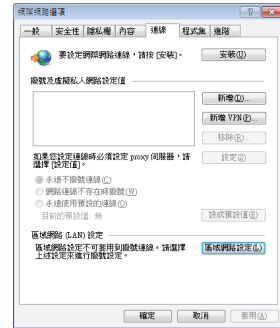 網際網路選項
一般 安全性 隱私權 內容 連線 程式集 進階
要設定網際網路連線，請按 [安裝]。
安裝(U)
撥號及虛擬私人網路設定值
新增(D)...
新增 VPN(P)...
移除(R)...
如果您設定連線時必須設定 proxy 伺服器，請
選擇 [設定值]。
設定(S)
永遠不撥號連線(C)
網路連線不存在時撥號(W)
永遠使用預設的連線(O)
目前的預設值: 無
設成預設值(E)
區域網路 (LAN) 設定
區域網路設定不可套用到撥號連線。請選擇
上述設定來進行撥號設定。
區域網路設定(L)
確定 取消 套用(A)